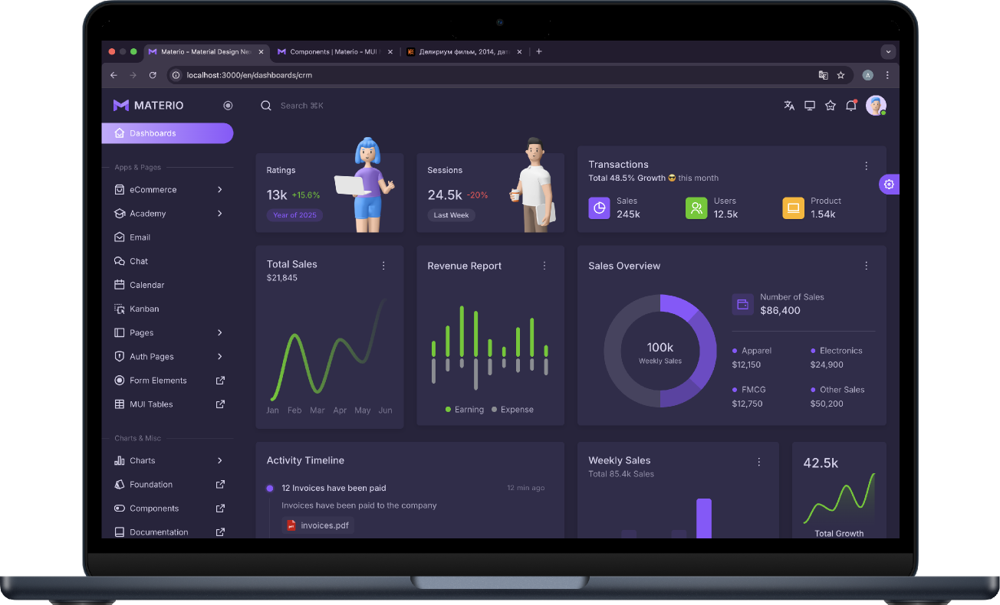 Materio - Material Design Nex
Components | Materio - MUI
Делириум фильм, 2014, дат
localhost:3000/en/dashboards/crm
A
MATERIO
Search ⌘K
Dashboards
Apps & Pages
eCommerce
Academy
Email
Chat
Calendar
Kanban
Pages
Auth Pages
Form Elements
MUI Tables
Charts & Misc
Charts
Foundation
Components
Documentation
Ratings
13k +15.6%
Year of 2025
Sessions
24.5k -20%
Last Week
Transactions
Total 48.5% Growth 😎 this month
Sales
245k
Users
12.5k
Product
1.54k
Total Sales
$21,845
Jan Feb Mar Apr May Jun
Revenue Report
Earning Expense
Sales Overview
100k
Weekly Sales
Number of Sales
$86,400
Apparel
$12,150
Electronics
$24,900
FMCG
$12,750
Other Sales
$50,200
Activity Timeline
12 Invoices have been paid
12 min ago
Invoices have been paid to the company
invoices.pdf
Weekly Sales
Total 85.4k Sales
42.5k
Total Growth